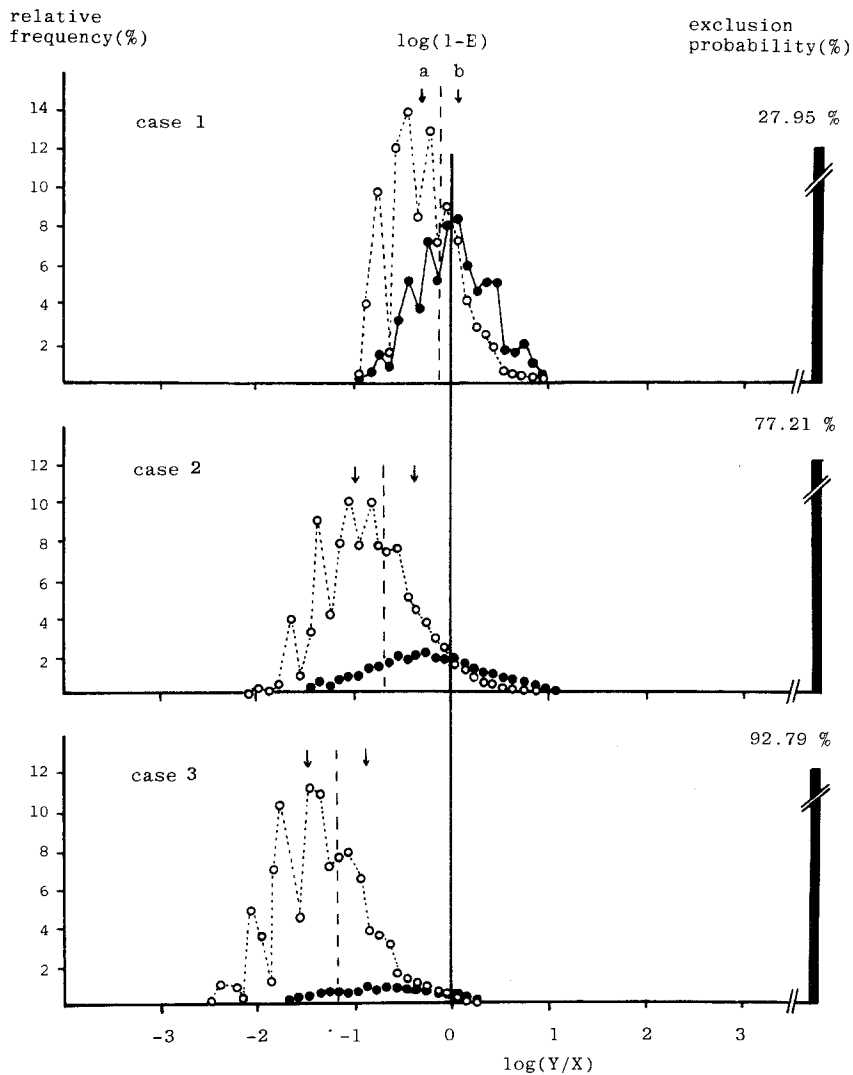 relative
frequency(%)
log(1-E)
exclusion
probability(%)
a b
case 1
27.95 %
14
12
10
8
6
4
2
77.21 %
case 2
12
10
8
6
4
2
92.79 %
case 3
12
10
8
6
4
2
-3 -2 -1 0 1 2 3
log(Y/X)